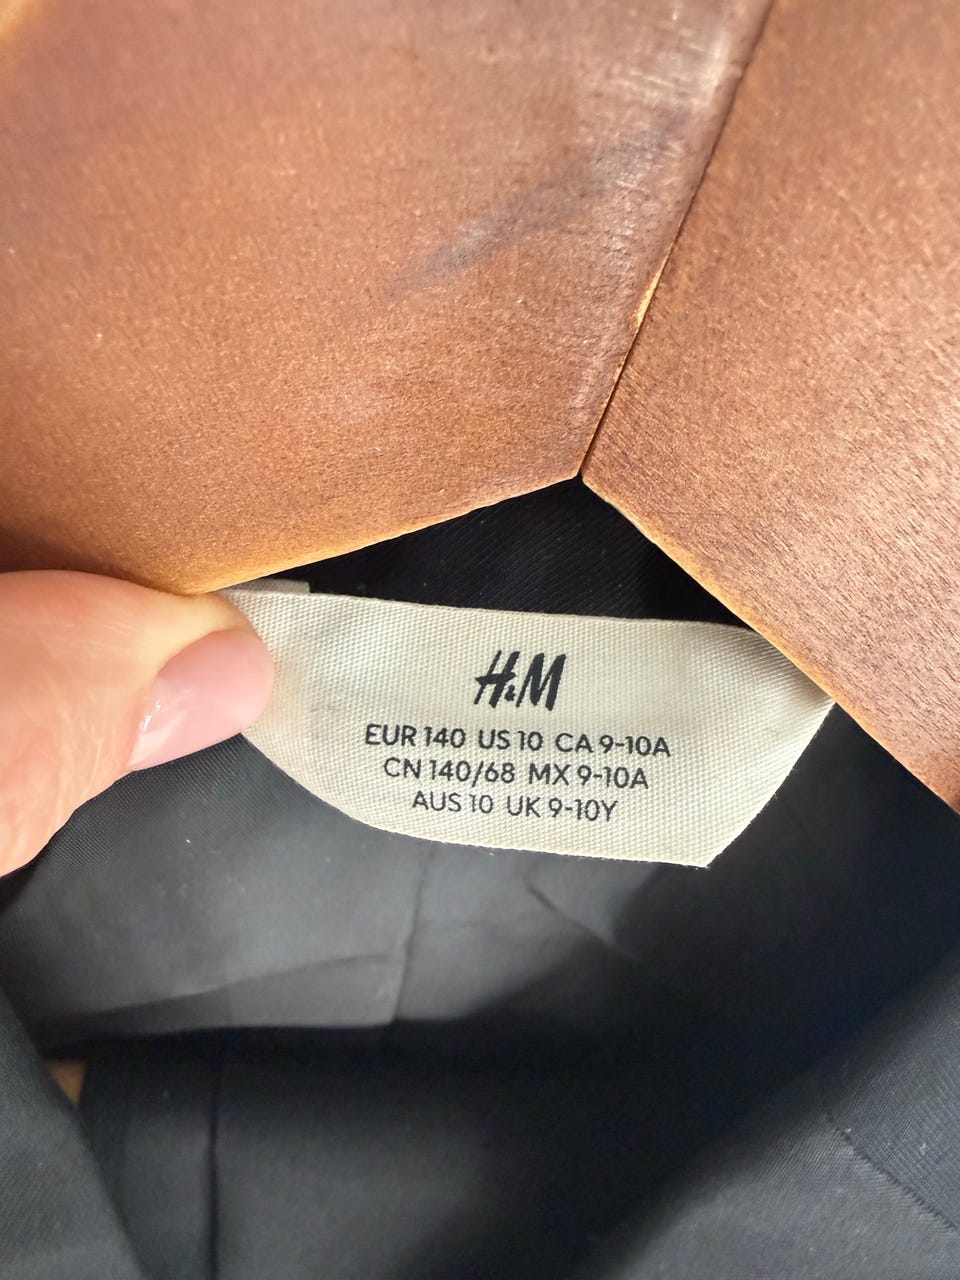 H&M
EUR 140 US 10 CA 9-10A
CN 140/68 MX 9-10A
AUS 10 UK 9-10Y